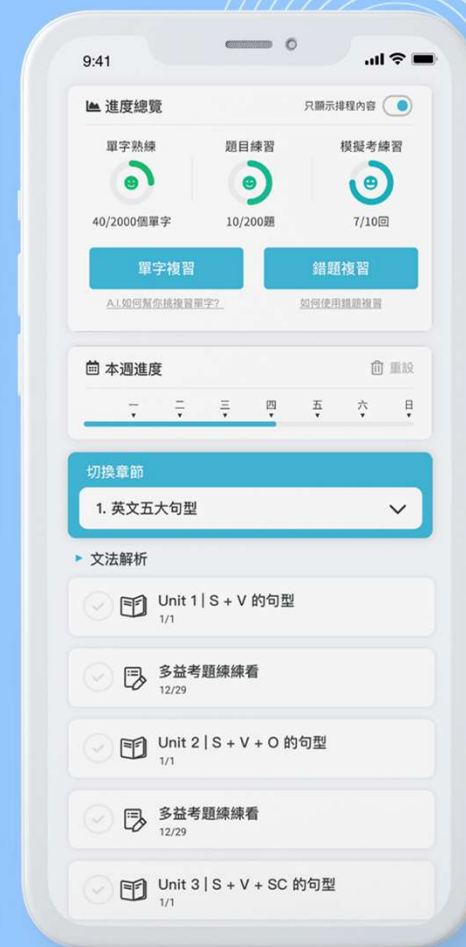 9:41
進度總覽
只顯示排程內容
單字熟練
題目練習
模擬考練習
40/2000個單字
10/200題
7/10回
單字複習
錯題複習
A.I.如何幫你挑複習單字?
如何使用錯題複習
本週進度
重設
一 二 三 四 五 六 日
切換章節
1. 英文五大句型
文法解析
Unit 1 | S + V 的句型
1/1
多益考題練練看
12/29
Unit 2 | S + V + O 的句型
1/1
多益考題練練看
12/29
Unit 3 | S + V + SC 的句型
1/1